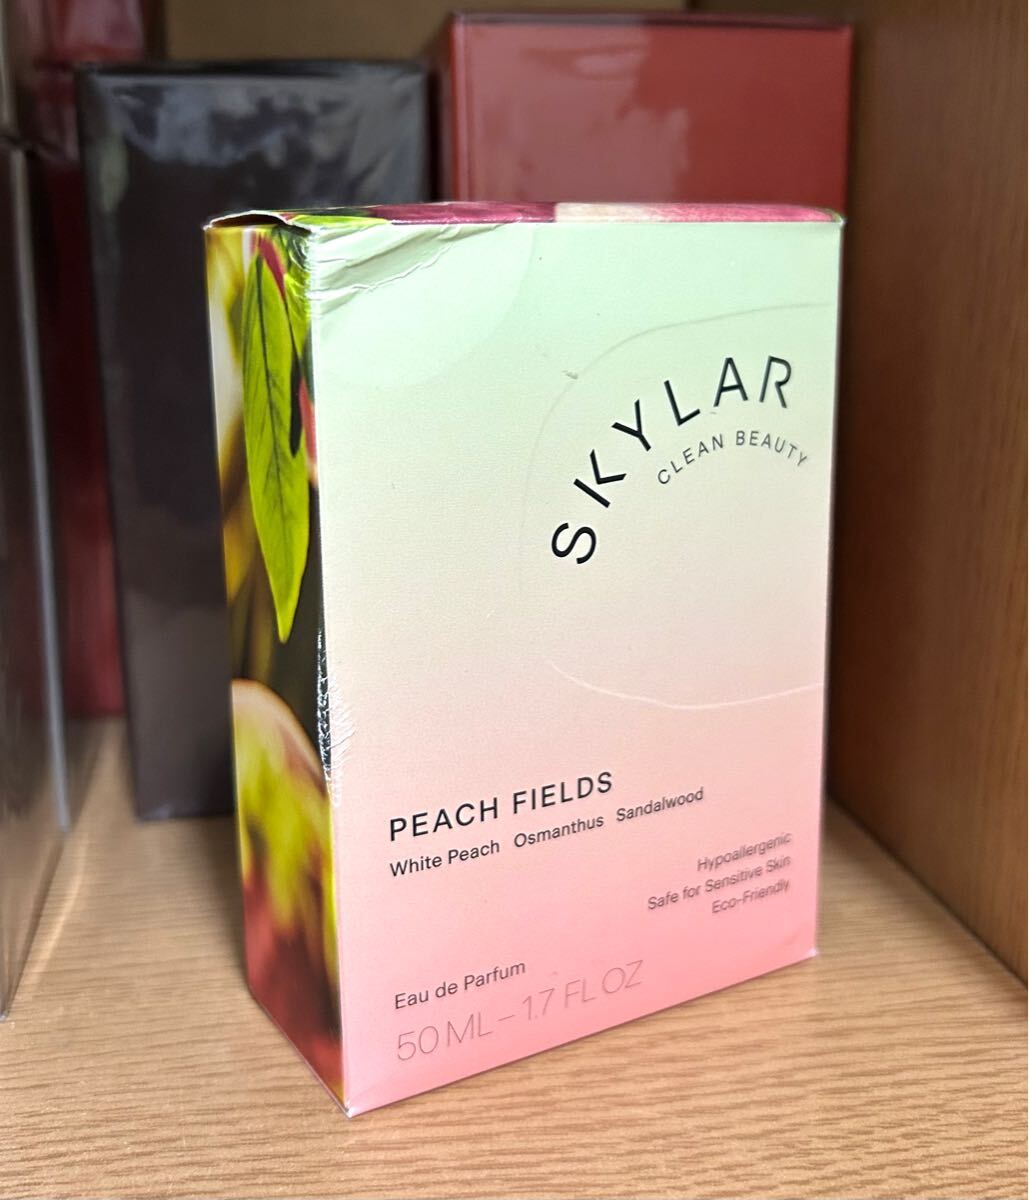 SKYLAR
CLEAN BEAUTY
PEACH FIELDS
White Peach Osmanthus Sandalwood
Hypoallergenic
Safe for Sensitive Skin
Eco-Friendly
Eau de Parfum
50 ML – 1.7 FL OZ